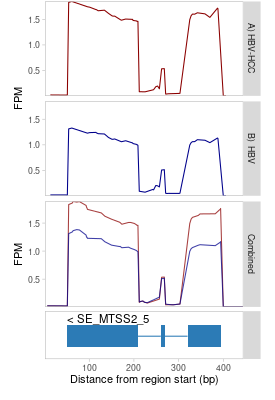 1.5
1.0
0.5
FPM
A) HBV-HCC
1.5
1.0
0.5
B) HBV
1.5
1.0
0.5
FPM
Combined
< SE_MTSS2_5
100 200 300 400
Distance from region start (bp)